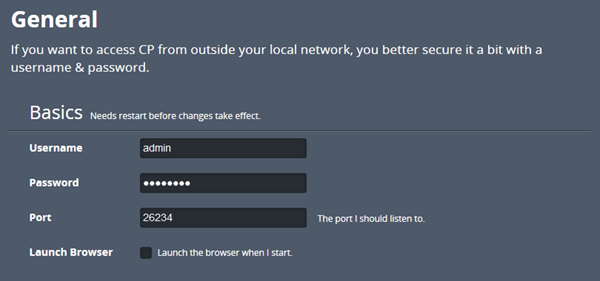 General
If you want to access CP from outside your local network, you better secure it a bit with a
username & password.
Basics Needs restart before changes take effect.
Username admin
Password ••••••••
Port 26234 The port I should listen to.
Launch Browser Launch the browser when I start.